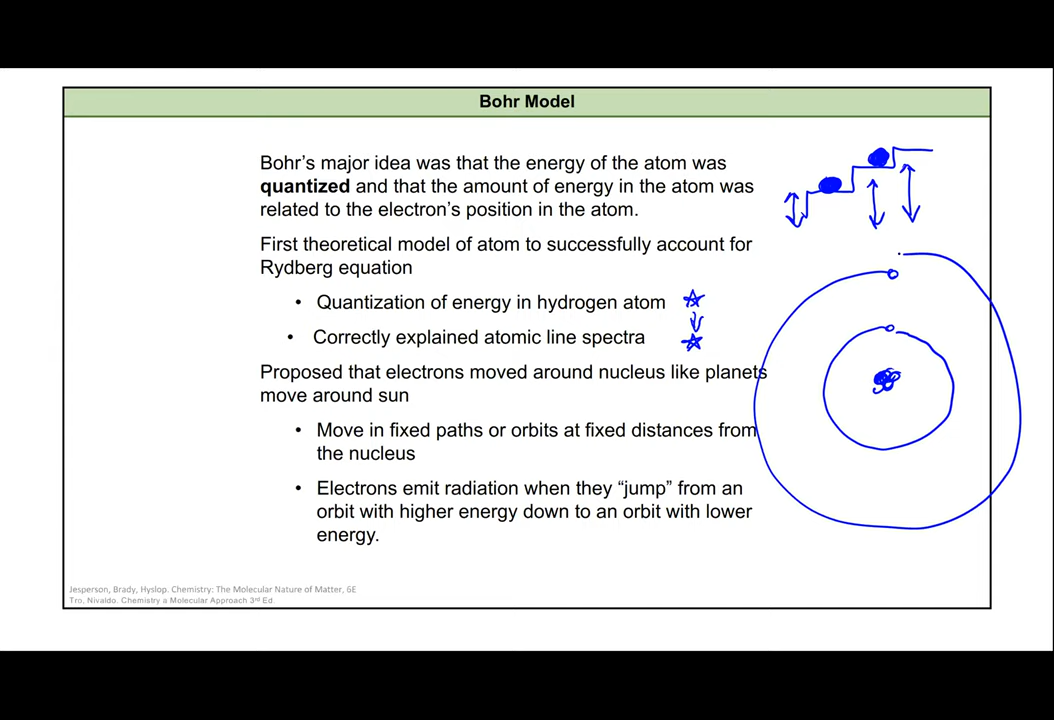 Bohr Model
Bohr’s major idea was that the energy of the atom was
quantized and that the amount of energy in the atom was
related to the electron’s position in the atom.
First theoretical model of atom to successfully account for
Rydberg equation
• Quantization of energy in hydrogen atom
• Correctly explained atomic line spectra
Proposed that electrons moved around nucleus like planets
move around sun
• Move in fixed paths or orbits at fixed distances from
the nucleus
• Electrons emit radiation when they “jump” from an
orbit with higher energy down to an orbit with lower
energy.
Jesperson, Brady, Hyslop. Chemistry: The Molecular Nature of Matter, 6E
Tro, Nivaldo. Chemistry a Molecular Approach 3rd Ed.